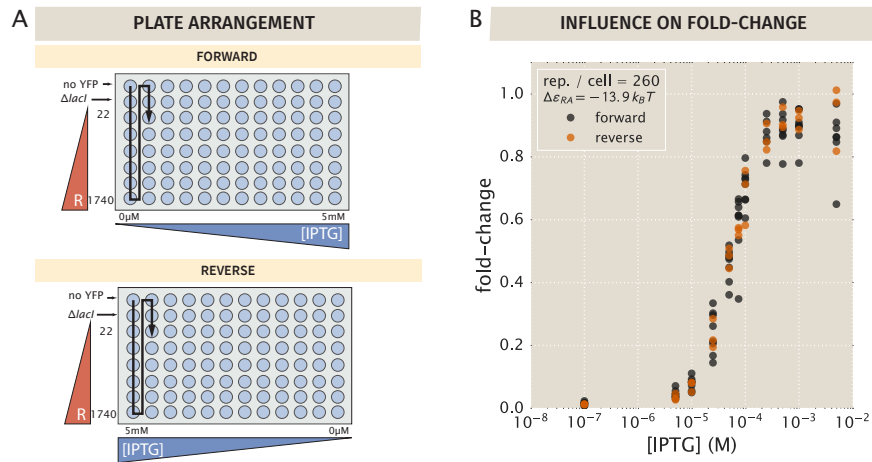 A
PLATE ARRANGEMENT
FORWARD
no YFP
ΔlacI
22
R
1740
0µM
5mM
[IPTG]
REVERSE
no YFP
ΔlacI
22
R
1740
5mM
0µM
[IPTG]
B
INFLUENCE ON FOLD-CHANGE
rep. / cell = 260
Δε_RA = −13.9 k_BT
forward
reverse
fold–change
1.0
0.8
0.6
0.4
0.2
0.0
10⁻⁸ 10⁻⁷ 10⁻⁶ 10⁻⁵ 10⁻⁴ 10⁻³ 10⁻²
[IPTG] (M)